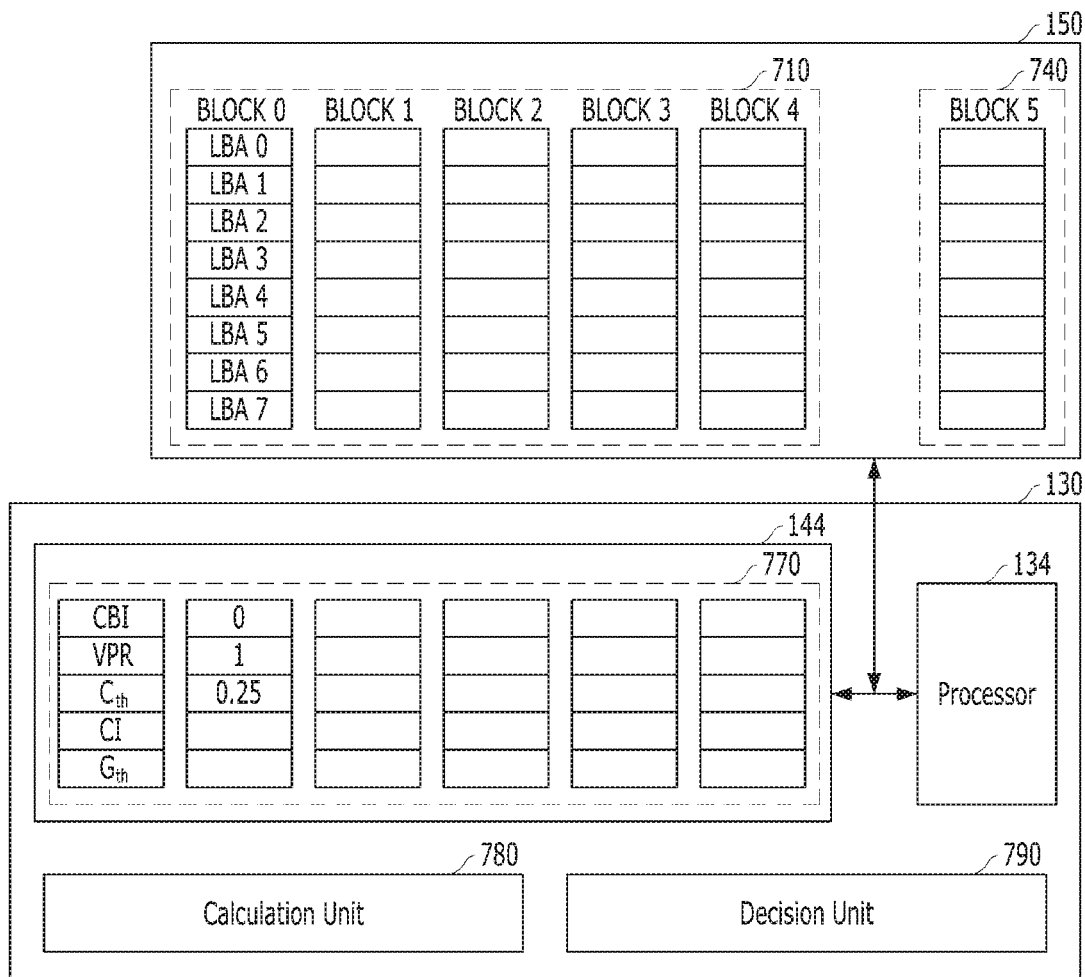 150
710
740
BLOCK 0 BLOCK 1 BLOCK 2 BLOCK 3 BLOCK 4 BLOCK 5
LBA 0
LBA 1
LBA 2
LBA 3
LBA 4
LBA 5
LBA 6
LBA 7
130
144
770
134
CBI 0
VPR 1
Cth 0.25
CI
Gth
Processor
780
790
Calculation Unit
Decision Unit